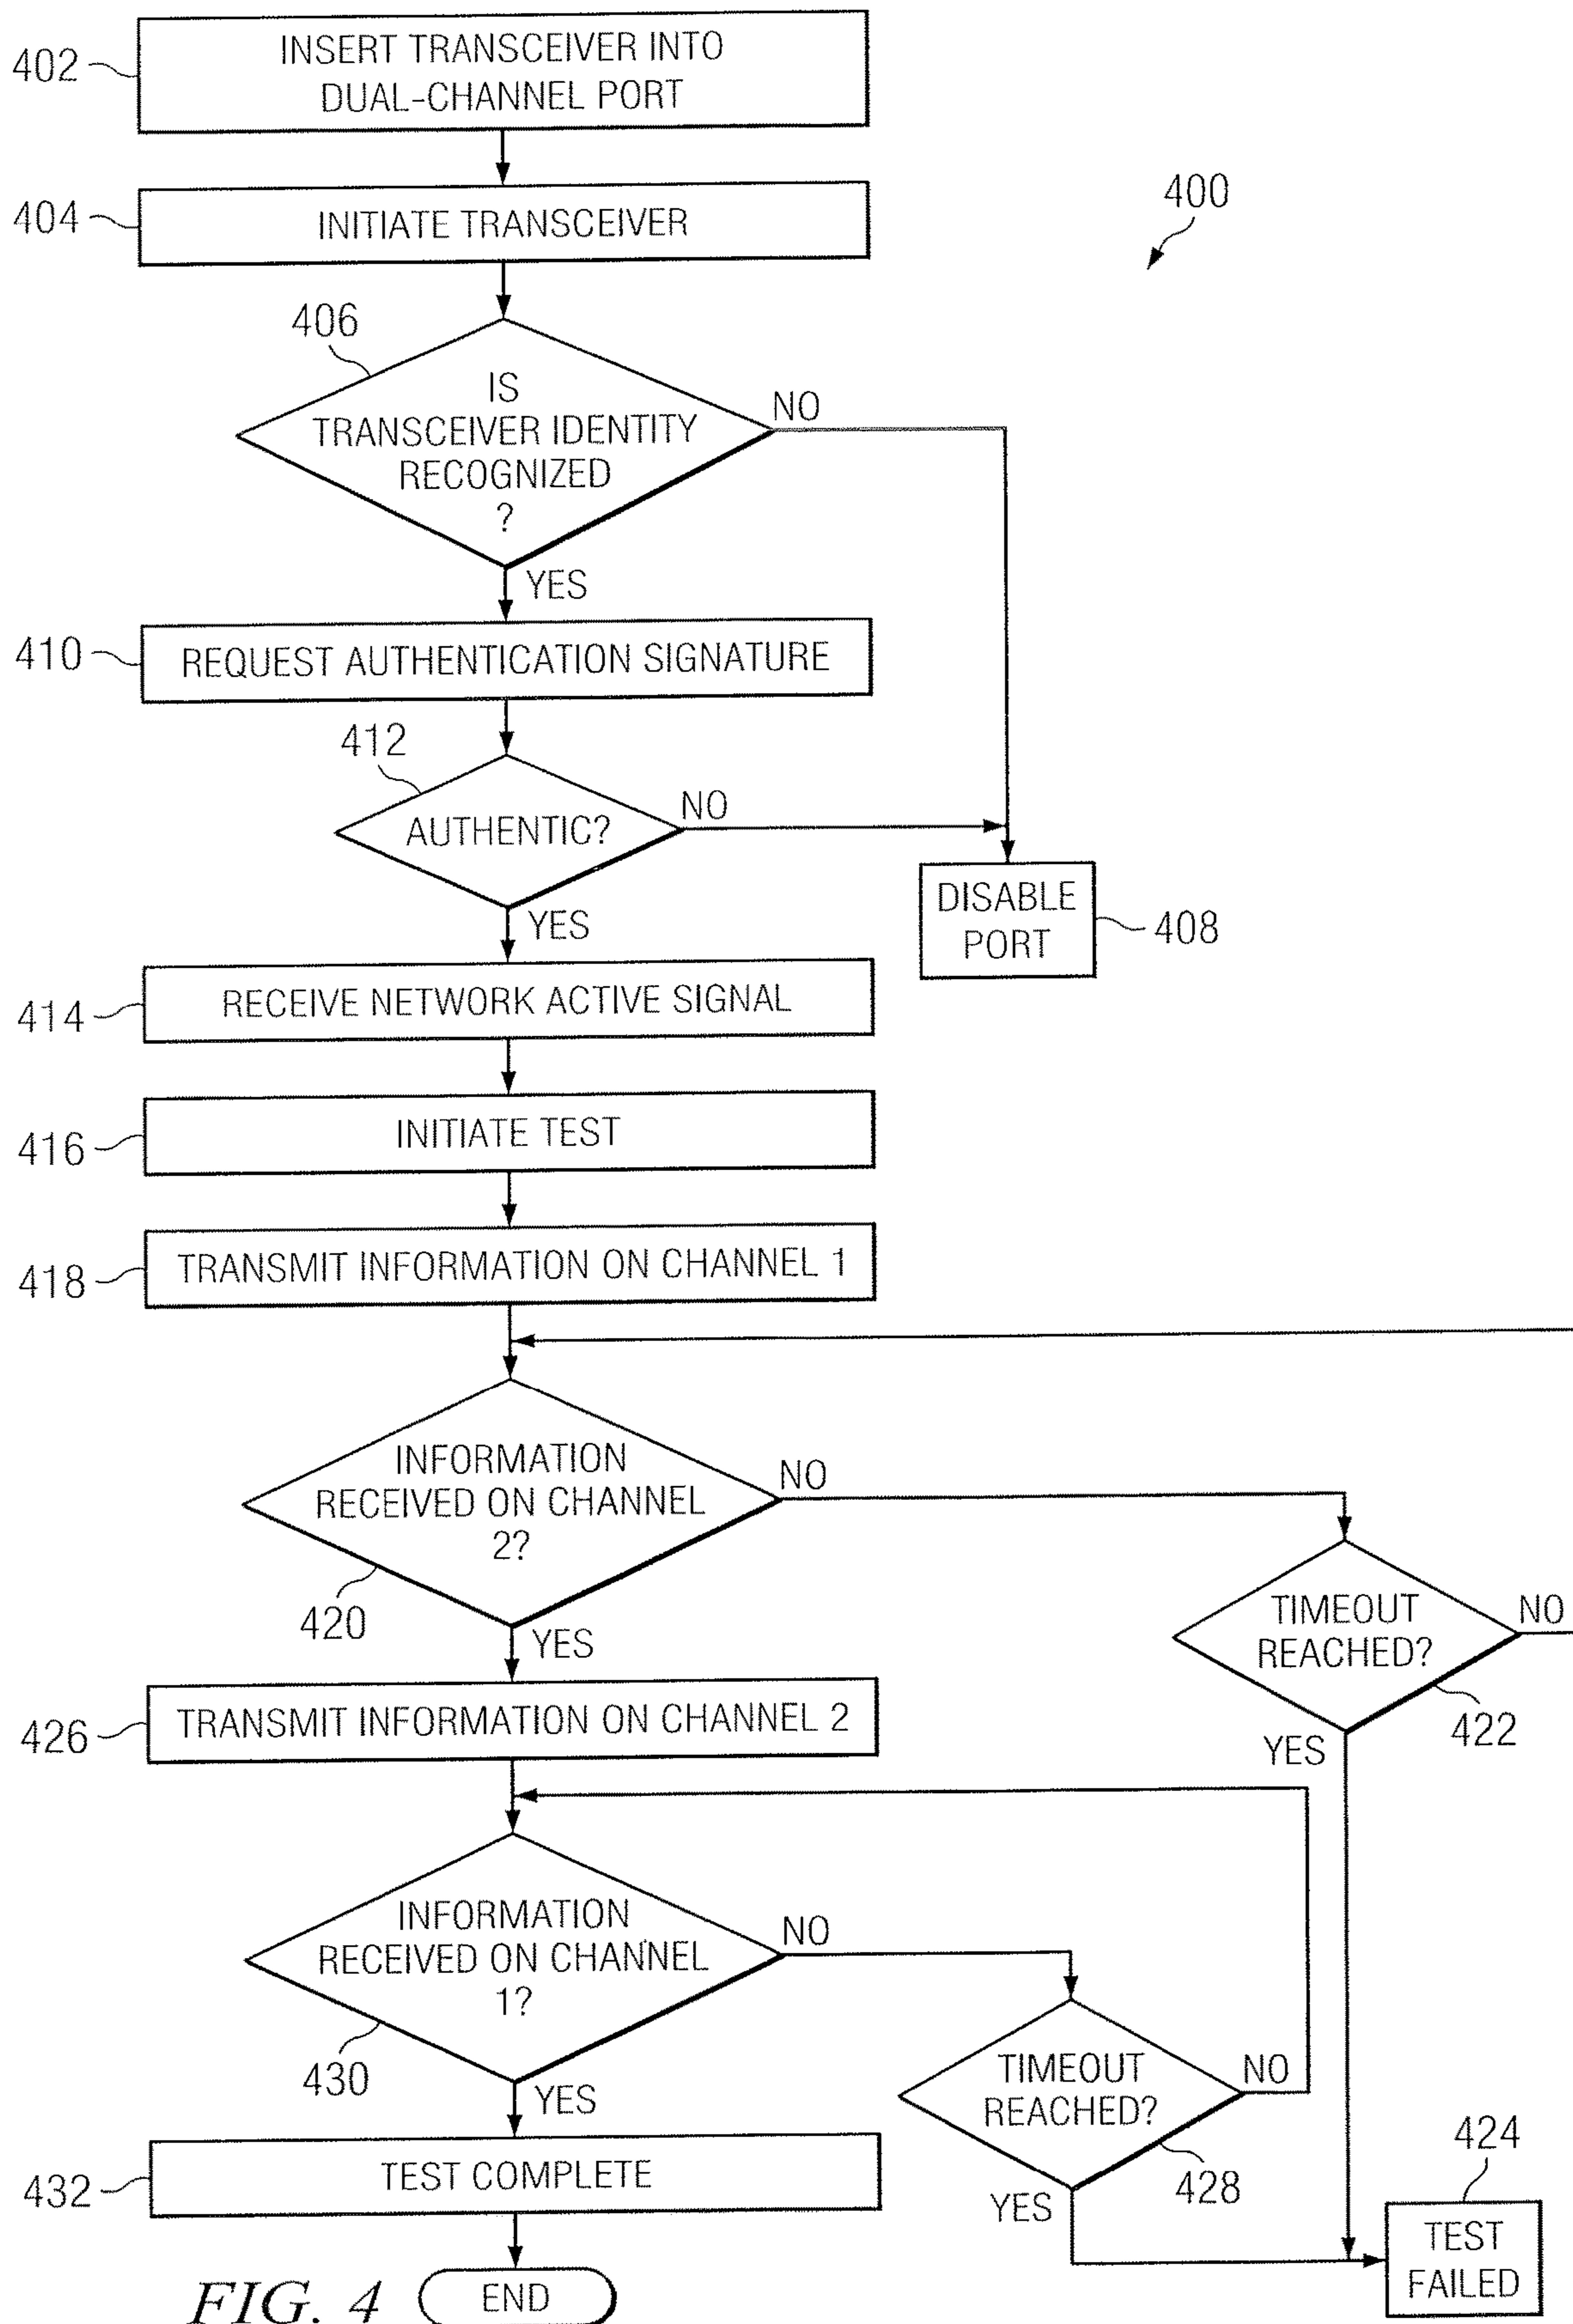 402
INSERT TRANSCEIVER INTO
DUAL-CHANNEL PORT
404
INITIATE TRANSCEIVER
400
406
IS
TRANSCEIVER IDENTITY
RECOGNIZED
?
NO
YES
410
REQUEST AUTHENTICATION SIGNATURE
412
AUTHENTIC?
NO
YES
DISABLE
PORT
408
414
RECEIVE NETWORK ACTIVE SIGNAL
416
INITIATE TEST
418
TRANSMIT INFORMATION ON CHANNEL 1
INFORMATION
RECEIVED ON CHANNEL
2?
NO
420
YES
TIMEOUT
REACHED?
NO
422
YES
426
TRANSMIT INFORMATION ON CHANNEL 2
INFORMATION
RECEIVED ON CHANNEL
1?
NO
430
YES
TIMEOUT
REACHED?
NO
428
YES
432
TEST COMPLETE
424
TEST
FAILED
FIG. 4
END